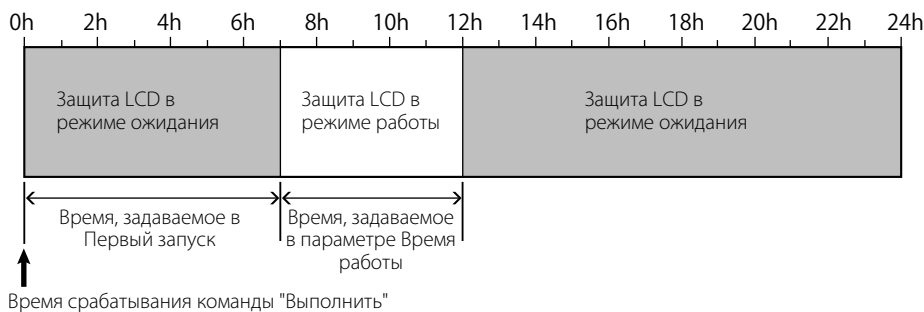 0h 2h 4h 6h 8h 10h 12h 14h 16h 18h 20h 22h 24h
Защита LCD в
режиме ожидания
Защита LCD в
режиме работы
Защита LCD в
режиме ожидания
Время, задаваемое в
Первый запуск
Время, задаваемое
в параметре Время
работы
Время срабатывания команды "Выполнить"